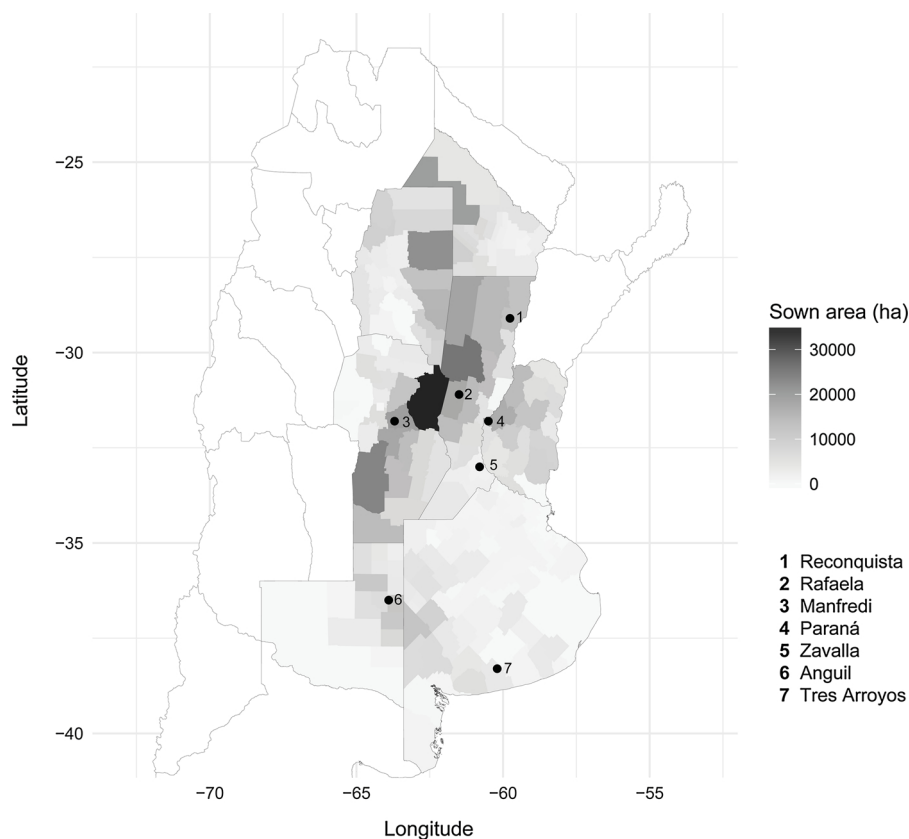 Latitude
−25
−30
−35
−40
1
2
3
4
5
6
7
−70
−65
−60
−55
Longitude
Sown area (ha)
30000
20000
10000
0
1 Reconquista
2 Rafaela
3 Manfredi
4 Paraná
5 Zavalla
6 Anguil
7 Tres Arroyos